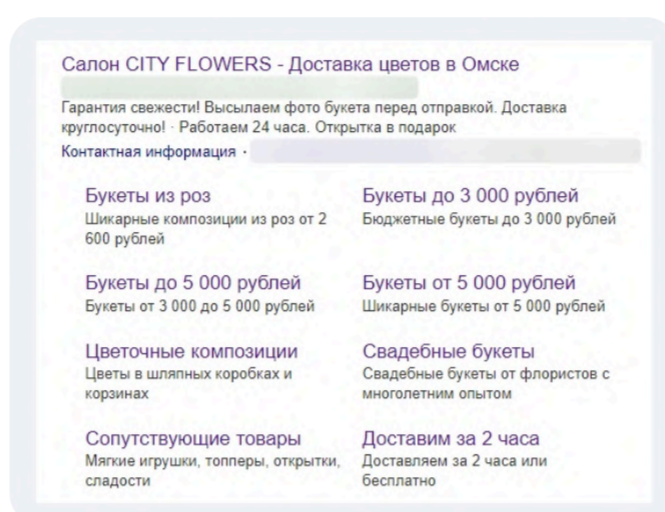 Салон CITY FLOWERS - Доставка цветов в Омске
Гарантия свежести! Высылаем фото букета перед отправкой. Доставка
круглосуточно! · Работаем 24 часа. Открытка в подарок
Контактная информация ·
Букеты из роз
Шикарные композиции из роз от 2
600 рублей
Букеты до 3 000 рублей
Бюджетные букеты до 3 000 рублей
Букеты до 5 000 рублей
Букеты от 3 000 до 5 000 рублей
Букеты от 5 000 рублей
Шикарные букеты от 5 000 рублей
Цветочные композиции
Цветы в шляпных коробках и
корзинах
Свадебные букеты
Свадебные букеты от флористов с
многолетним опытом
Сопутствующие товары
Мягкие игрушки, топперы, открытки,
сладости
Доставим за 2 часа
Доставляем за 2 часа или
бесплатно